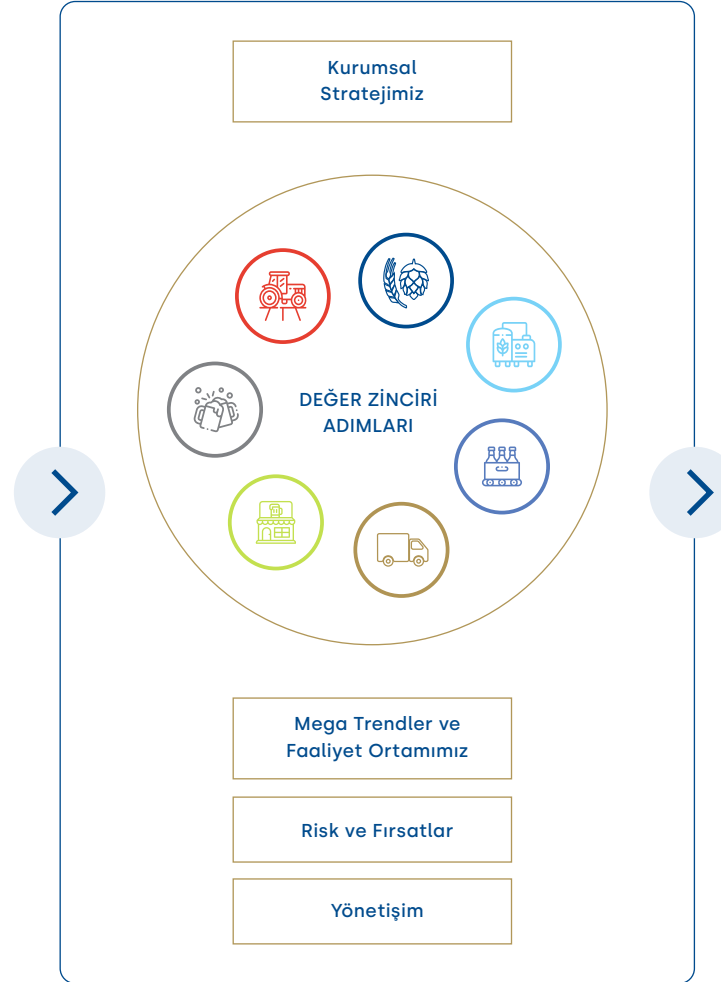 Kurumsal
Stratejimiz
DEĞER ZİNCİRİ
ADIMLARI
Mega Trendler ve
Faaliyet Ortamımız
Risk ve Fırsatlar
Yönetişim